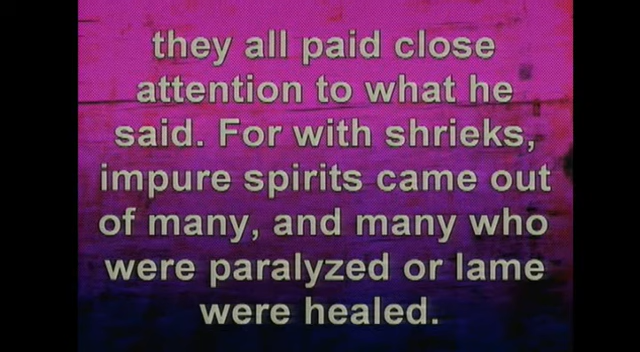 they all paid close
attention to what he
said. For with shrieks,
impure spirits came out
of many, and many who
were paralyzed or lame
were healed.